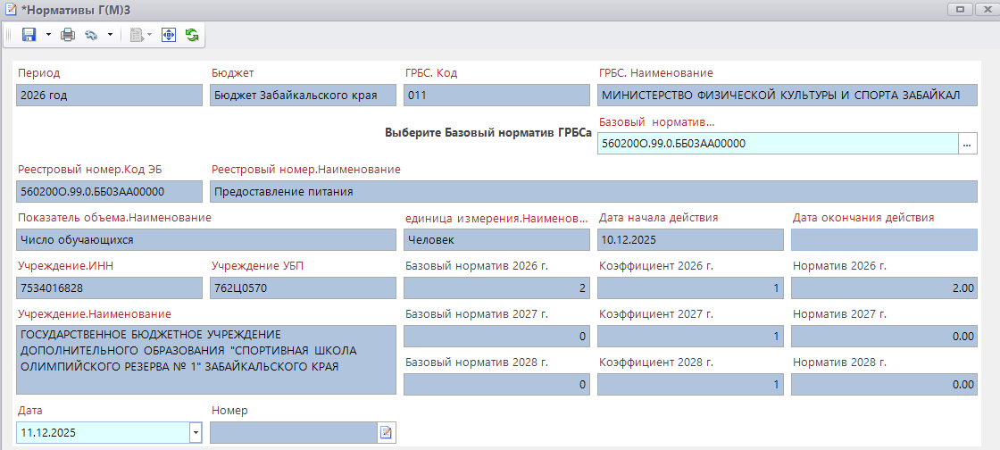 *Нормативы Г(М)З
Период
Бюджет
ГРБС. Код
ГРБС. Наименование
2026 год
Бюджет Забайкальского края
011
МИНИСТЕРСТВО ФИЗИЧЕСКОЙ КУЛЬТУРЫ И СПОРТА ЗАБАЙКАЛ
Базовый норматив...
Выберите Базовый норматив ГРБСа
560200О.99.0.ББ03АА00000
...
Реестровый номер.Код ЭБ
Реестровый номер.Наименование
560200О.99.0.ББ03АА00000
Предоставление питания
Показатель объема.Наименование
единица измерения.Наименов...
Дата начала действия
Дата окончания действия
Число обучающихся
Человек
10.12.2025
Учреждение.ИНН
Учреждение УБП
Базовый норматив 2026 г.
Коэффициент 2026 г.
Норматив 2026 г.
7534016828
762Ц0570
2
1
2.00
Учреждение.Наименование
Базовый норматив 2027 г.
Коэффициент 2027 г.
Норматив 2027 г.
ГОСУДАРСТВЕННОЕ БЮДЖЕТНОЕ УЧРЕЖДЕНИЕ
ДОПОЛНИТЕЛЬНОГО ОБРАЗОВАНИЯ "СПОРТИВНАЯ ШКОЛА
ОЛИМПИЙСКОГО РЕЗЕРВА № 1" ЗАБАЙКАЛЬСКОГО КРАЯ
0
1
0.00
Базовый норматив 2028 г.
Коэффициент 2028 г.
Норматив 2028 г.
0
1
0.00
Дата
Номер
11.12.2025